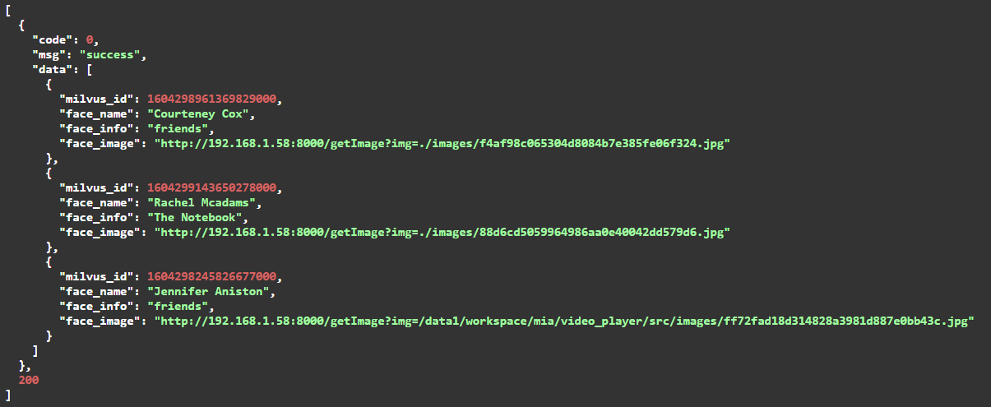 [
{
"code": 0,
"msg": "success",
"data": [
{
"milvus_id": 1604298961369829000,
"face_name": "Courteney Cox",
"face_info": "friends",
"face_image": "http://192.168.1.58:8000/getImage?img=./images/f4af98c065304d8084b7e385fe06f324.jpg"
},
{
"milvus_id": 1604299143650278000,
"face_name": "Rachel Mcadams",
"face_info": "The Notebook",
"face_image": "http://192.168.1.58:8000/getImage?img=./images/88d6cd5059964986aa0e40042dd579d6.jpg"
},
{
"milvus_id": 1604298245826677000,
"face_name": "Jennifer Aniston",
"face_info": "friends",
"face_image": "http://192.168.1.58:8000/getImage?img=/data1/workspace/mia/video_player/src/images/ff72fad18d314828a3981d887e0bb43c.jpg"
}
]
},
200
]